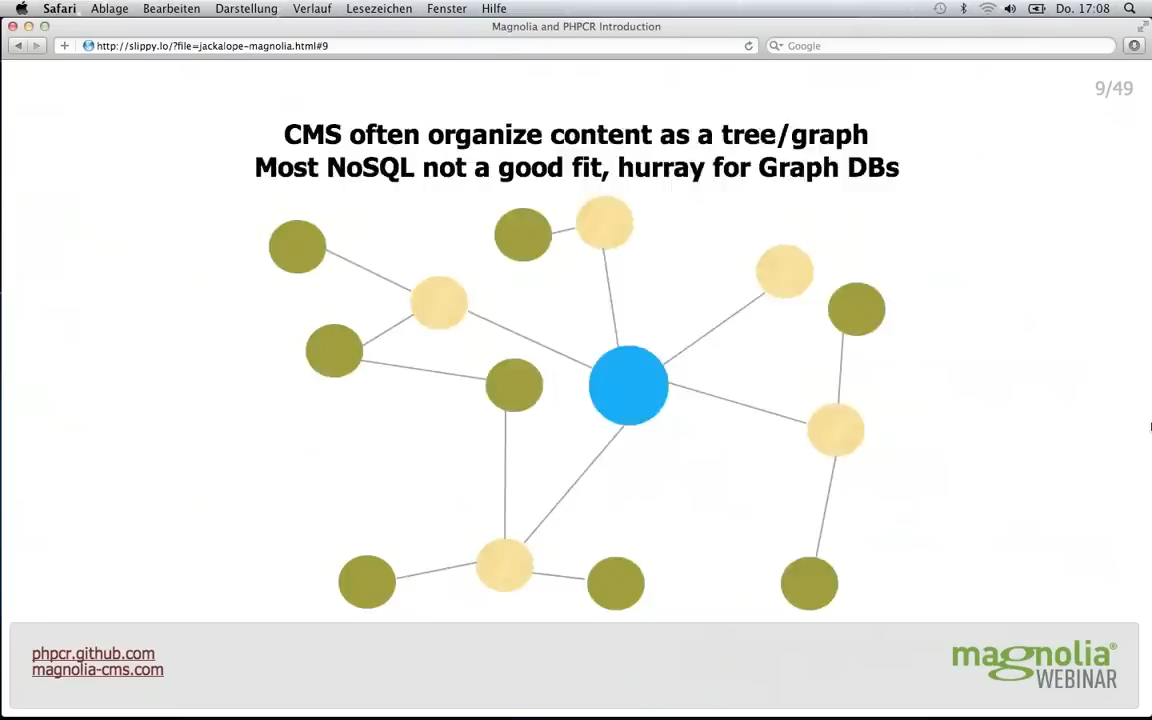 Safari Ablage Bearbeiten Darstellung Verlauf Lesezeichen Fenster Hilfe Do. 17:08
Magnolia and PHPCR Introduction
http://slippy.lo/?file=jackalope-magnolia.html#9 Google
9/49
CMS often organize content as a tree/graph
Most NoSQL not a good fit, hurray for Graph DBs
phpcr.github.com
magnolia-cms.com
magnolia®
WEBINAR